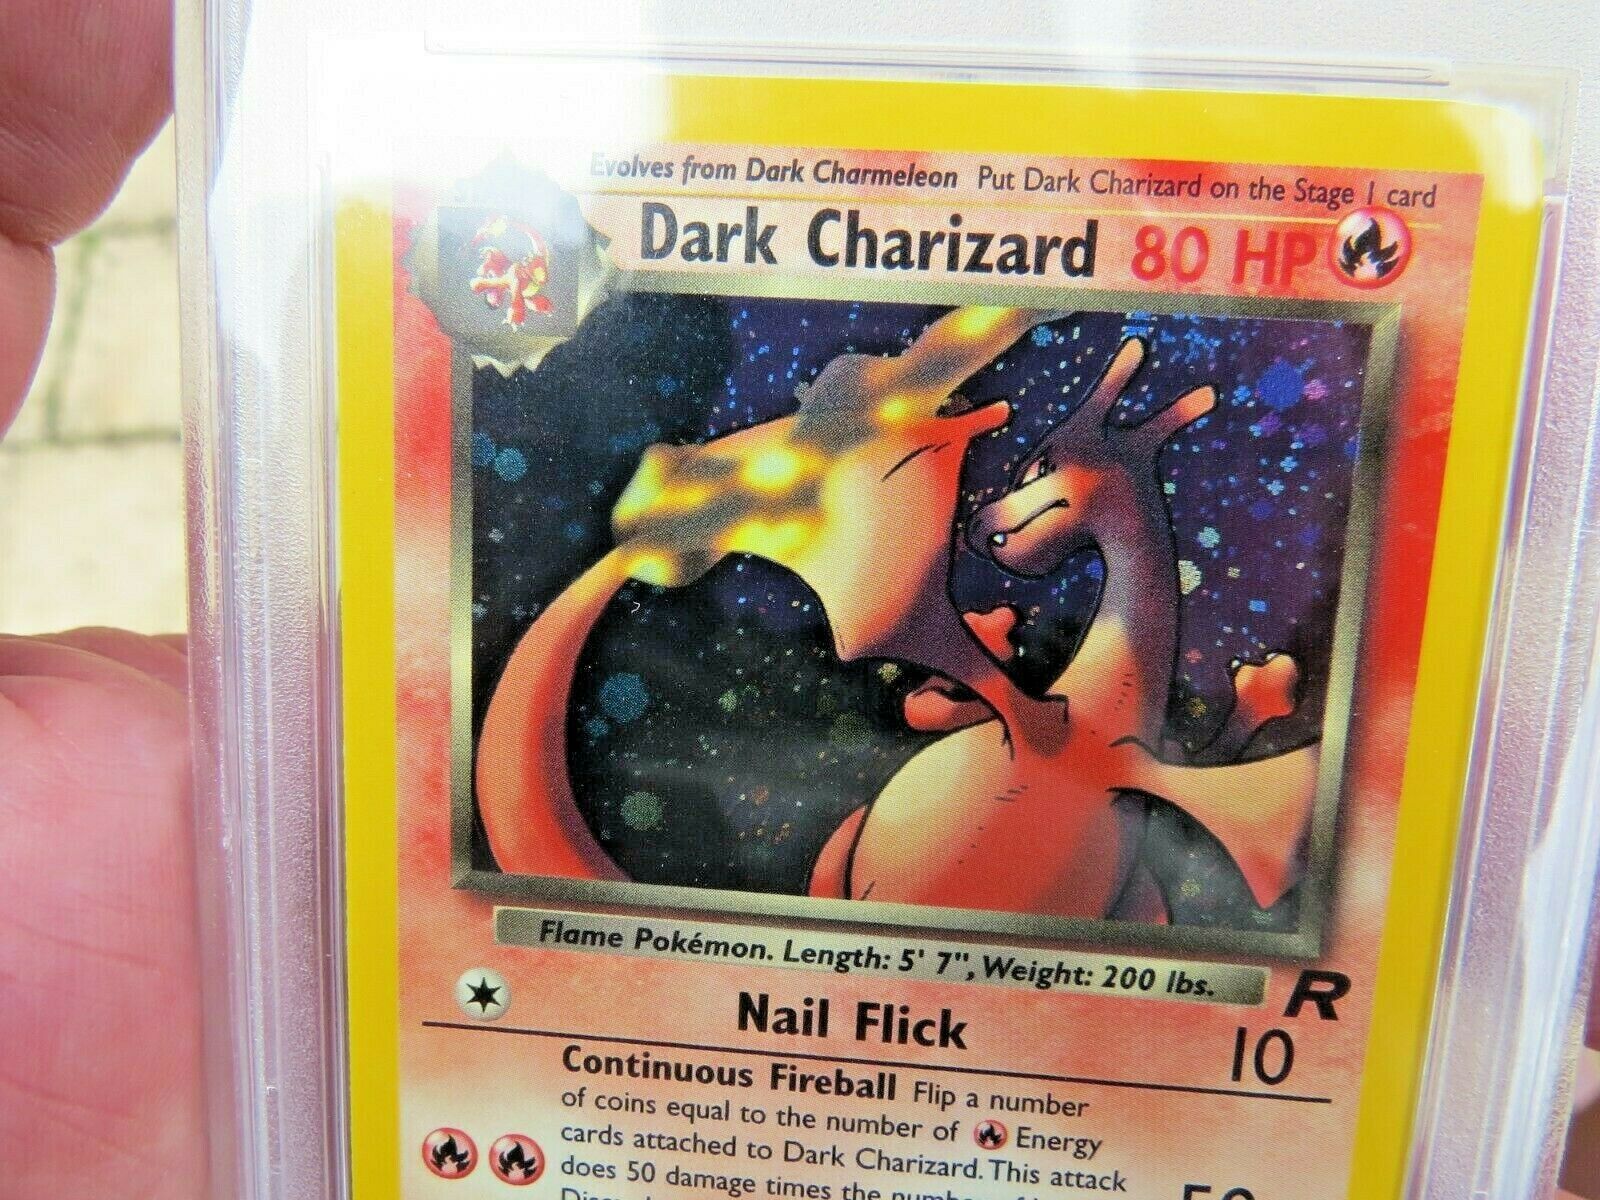 Evolves from Dark Charmeleon Put Dark Charizard on the Stage 1 card
Dark Charizard 80 HP
Flame Pokémon. Length: 5' 7", Weight: 200 lbs.
R
Nail Flick 10
Continuous Fireball Flip a number
of coins equal to the number of Energy
cards attached to Dark Charizard. This attack
does 50 damage times the number of
50